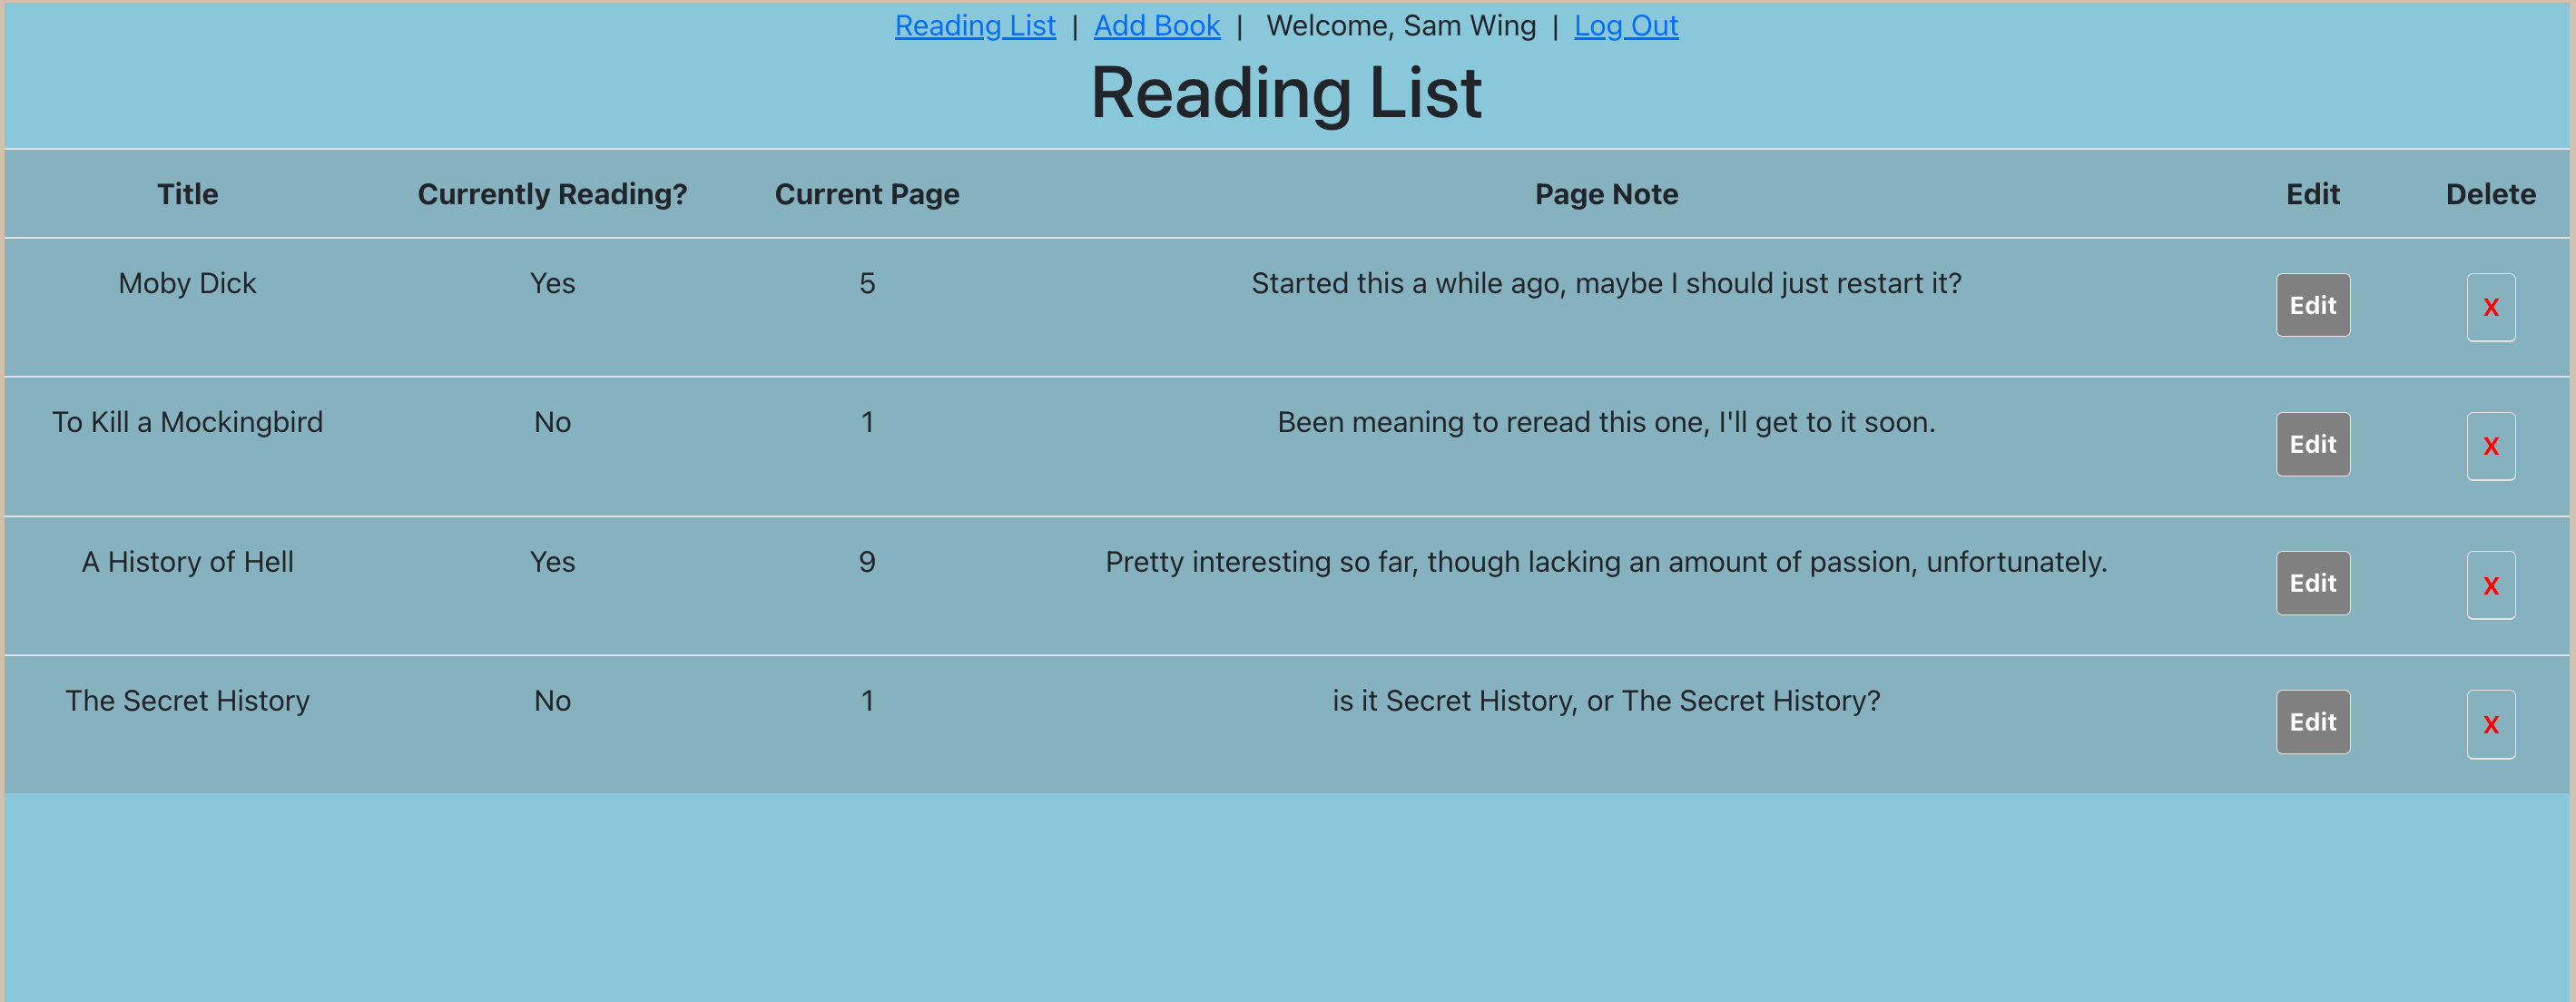 Reading List | Add Book | Welcome, Sam Wing | Log Out
Reading List
Title Currently Reading? Current Page Page Note Edit Delete
Moby Dick Yes 5 Started this a while ago, maybe I should just restart it? Edit X
To Kill a Mockingbird No 1 Been meaning to reread this one, I'll get to it soon. Edit X
A History of Hell Yes 9 Pretty interesting so far, though lacking an amount of passion, unfortunately. Edit X
The Secret History No 1 is it Secret History, or The Secret History? Edit X